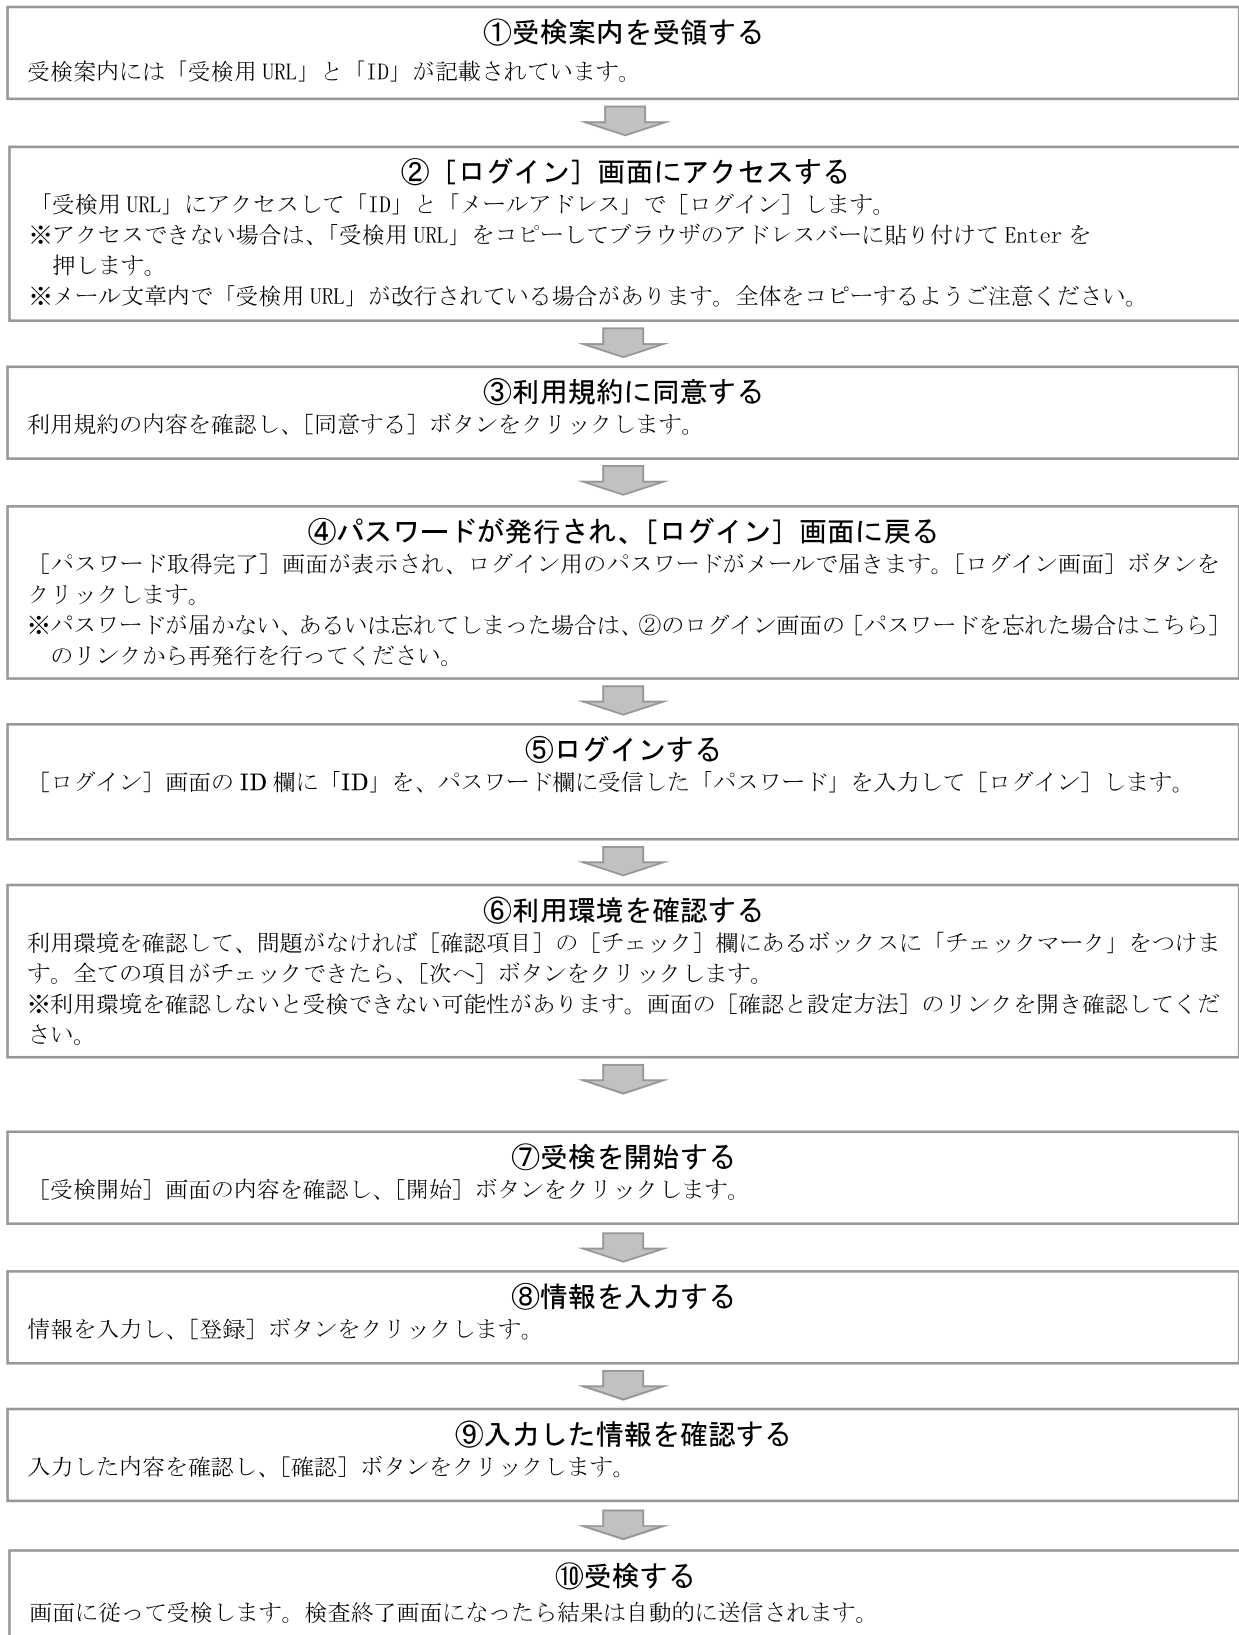 ①受検案内を受領する
受検案内には「受検用 URL」と「ID」が記載されています。
②［ログイン］画面にアクセスする
「受検用 URL」にアクセスして「ID」と「メールアドレス」で［ログイン］します。
※アクセスできない場合は、「受検用 URL」をコピーしてブラウザのアドレスバーに貼り付けて Enter を
押します。
※メール文章内で「受検用 URL」が改行されている場合があります。全体をコピーするようご注意ください。
③利用規約に同意する
利用規約の内容を確認し、［同意する］ボタンをクリックします。
④パスワードが発行され、［ログイン］画面に戻る
［パスワード取得完了］画面が表示され、ログイン用のパスワードがメールで届きます。［ログイン画面］ボタンを
クリックします。
※パスワードが届かない、あるいは忘れてしまった場合は、②のログイン画面の［パスワードを忘れた場合はこちら］
のリンクから再発行を行ってください。
⑤ログインする
［ログイン］画面の ID 欄に「ID」を、パスワード欄に受信した「パスワード」を入力して［ログイン］します。
⑥利用環境を確認する
利用環境を確認して、問題がなければ［確認項目］の［チェック］欄にあるボックスに「チェックマーク」をつけま
す。全ての項目がチェックできたら、［次へ］ボタンをクリックします。
※利用環境を確認しないと受検できない可能性があります。画面の［確認と設定方法］のリンクを開き確認してくだ
さい。
⑦受検を開始する
［受検開始］画面の内容を確認し、［開始］ボタンをクリックします。
⑧情報を入力する
情報を入力し、［登録］ボタンをクリックします。
⑨入力した情報を確認する
入力した内容を確認し、［確認］ボタンをクリックします。
⑩受検する
画面に従って受検します。検査終了画面になったら結果は自動的に送信されます。